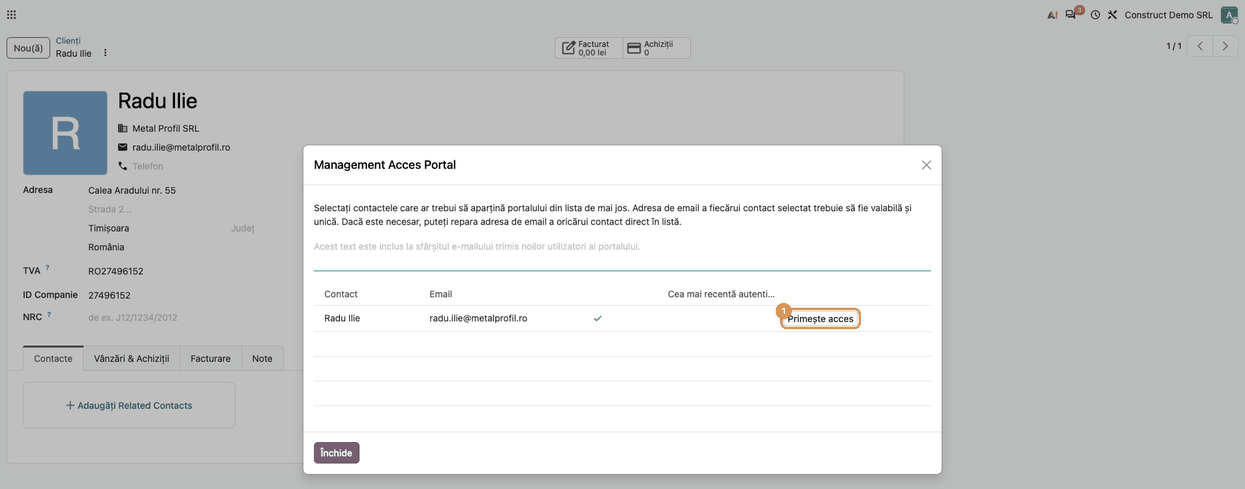 AI
3
Construct Demo SRL
A
Nou(ă)
Clienți
Radu Ilie
Facturat
0,00 lei
Achiziții
0
1 / 1
R
Radu Ilie
Metal Profil SRL
radu.ilie@metalprofil.ro
Telefon
Adresa
Calea Aradului nr. 55
Strada 2...
Timișoara
Județ
România
TVA ?
RO27496152
ID Companie
27496152
NRC ?
de ex. J12/1234/2012
Contacte
Vânzări & Achiziții
Facturare
Note
+ Adaugăți Related Contacts
Management Acces Portal
Selectați contactele care ar trebui să aparțină portalului din lista de mai jos. Adresa de email a fiecărui contact selectat trebuie să fie valabilă și
unică. Dacă este necesar, puteți repara adresa de email a oricărui contact direct în listă.
Acest text este inclus la sfârșitul e-mailului trimis noilor utilizatori ai portalului.
Contact
Email
Cea mai recentă autenti...
Radu Ilie
radu.ilie@metalprofil.ro
1
Primește acces
Închide